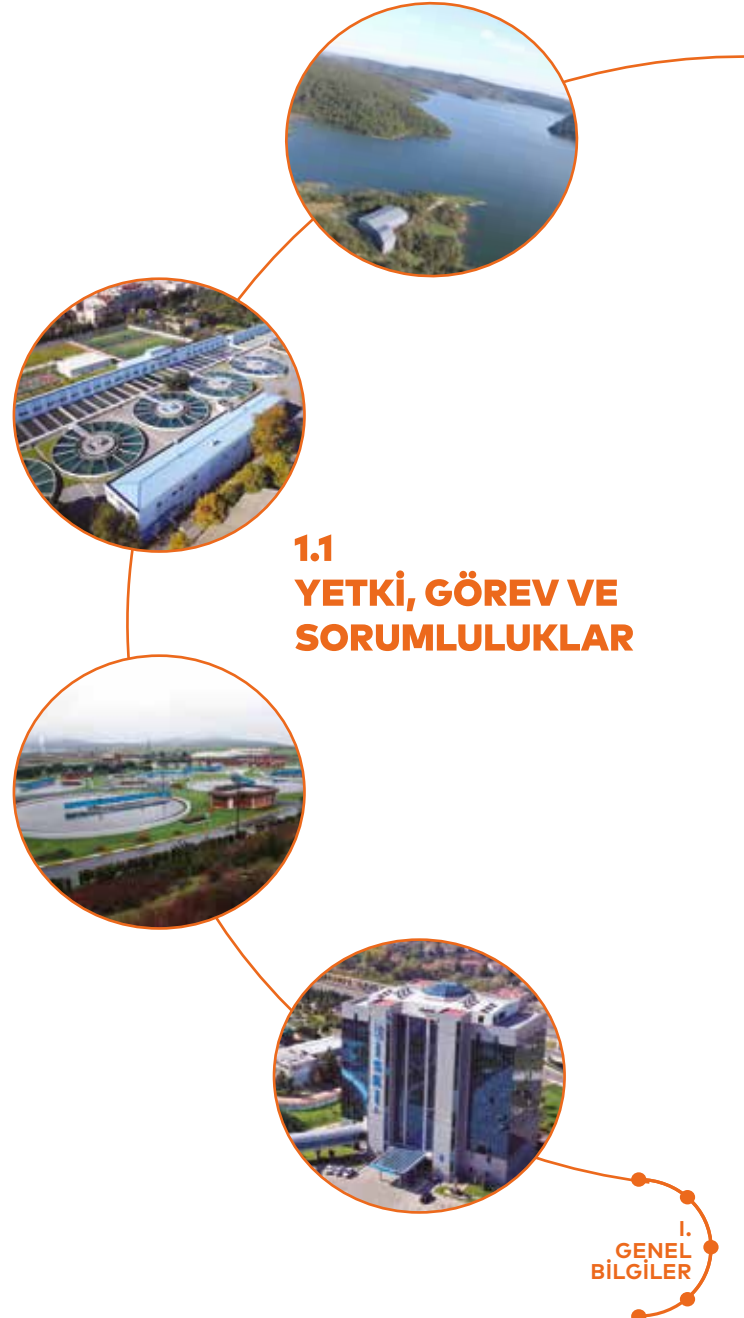 1.1
YETKİ, GÖREV VE
SORUMLULUKLAR
I.
GENEL
BİLGİLER